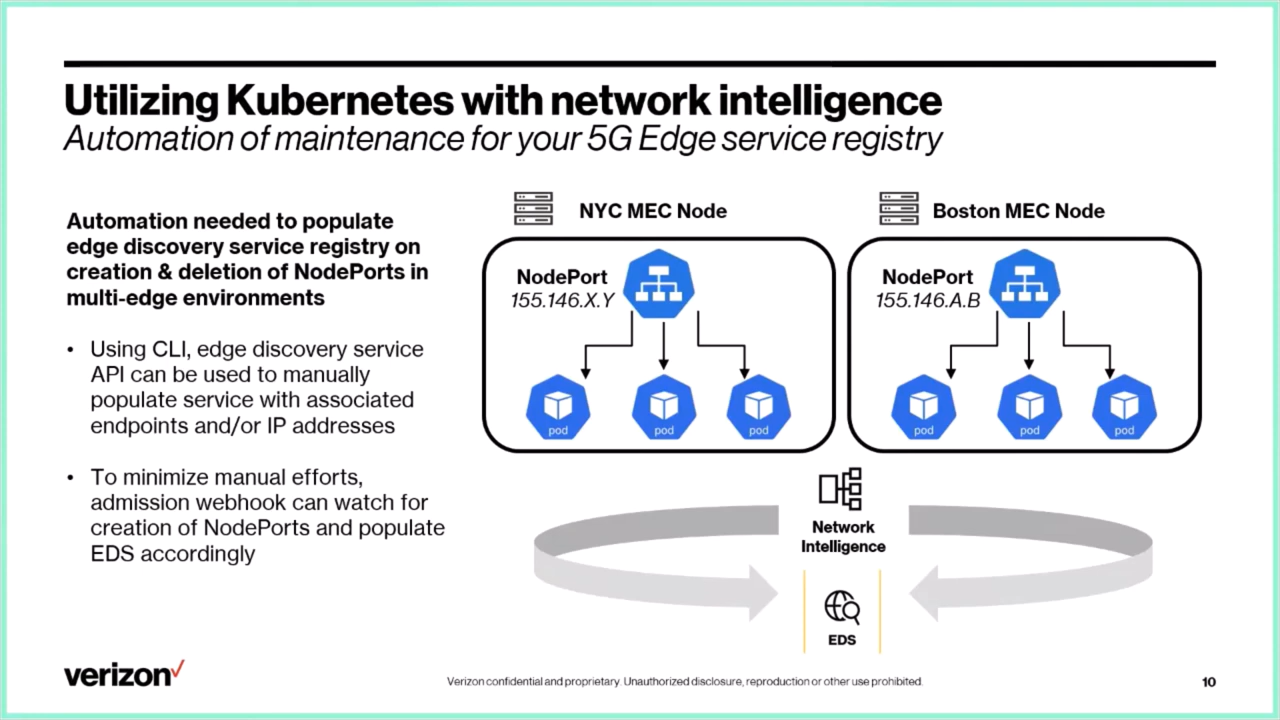 Utilizing Kubernetes with network intelligence
Automation of maintenance for your 5G Edge service registry
Automation needed to populate
edge discovery service registry on
creation & deletion of NodePorts in
multi-edge environments
• Using CLI, edge discovery service
API can be used to manually
populate service with associated
endpoints and/or IP addresses
• To minimize manual efforts,
admission webhook can watch for
creation of NodePorts and populate
EDS accordingly
NYC MEC Node
NodePort
155.146.X.Y
pod
pod
pod
Boston MEC Node
NodePort
155.146.A.B
pod
pod
pod
Network
Intelligence
EDS
verizon
Verizon confidential and proprietary. Unauthorized disclosure, reproduction or other use prohibited.
10